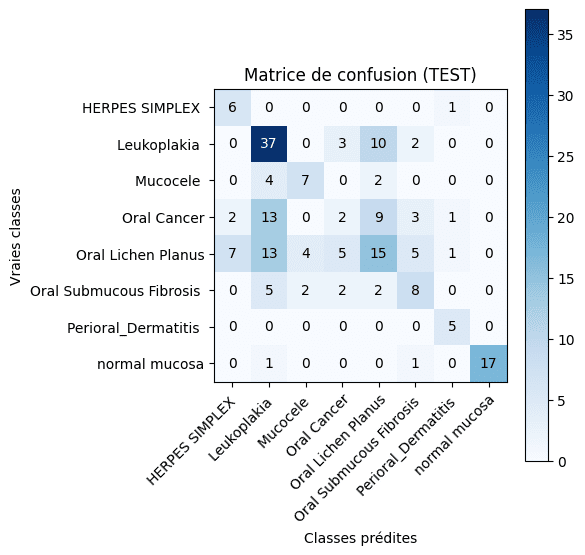 Matrice de confusion (TEST)
Vraies classes
HERPES SIMPLEX 6 0 0 0 0 0 1 0
Leukoplakia 0 37 0 3 10 2 0 0
Mucocele 0 4 7 0 2 0 0 0
Oral Cancer 2 13 0 2 9 3 1 0
Oral Lichen Planus 7 13 4 5 15 5 1 0
Oral Submucous Fibrosis 0 5 2 2 2 8 0 0
Perioral_Dermatitis 0 0 0 0 0 0 5 0
normal mucosa 0 1 0 0 0 1 0 17
HERPES SIMPLEX
Leukoplakia
Mucocele
Oral Cancer
Oral Lichen Planus
Oral Submucous Fibrosis
Perioral_Dermatitis
normal mucosa
Classes prédites
35
30
25
20
15
10
5
0